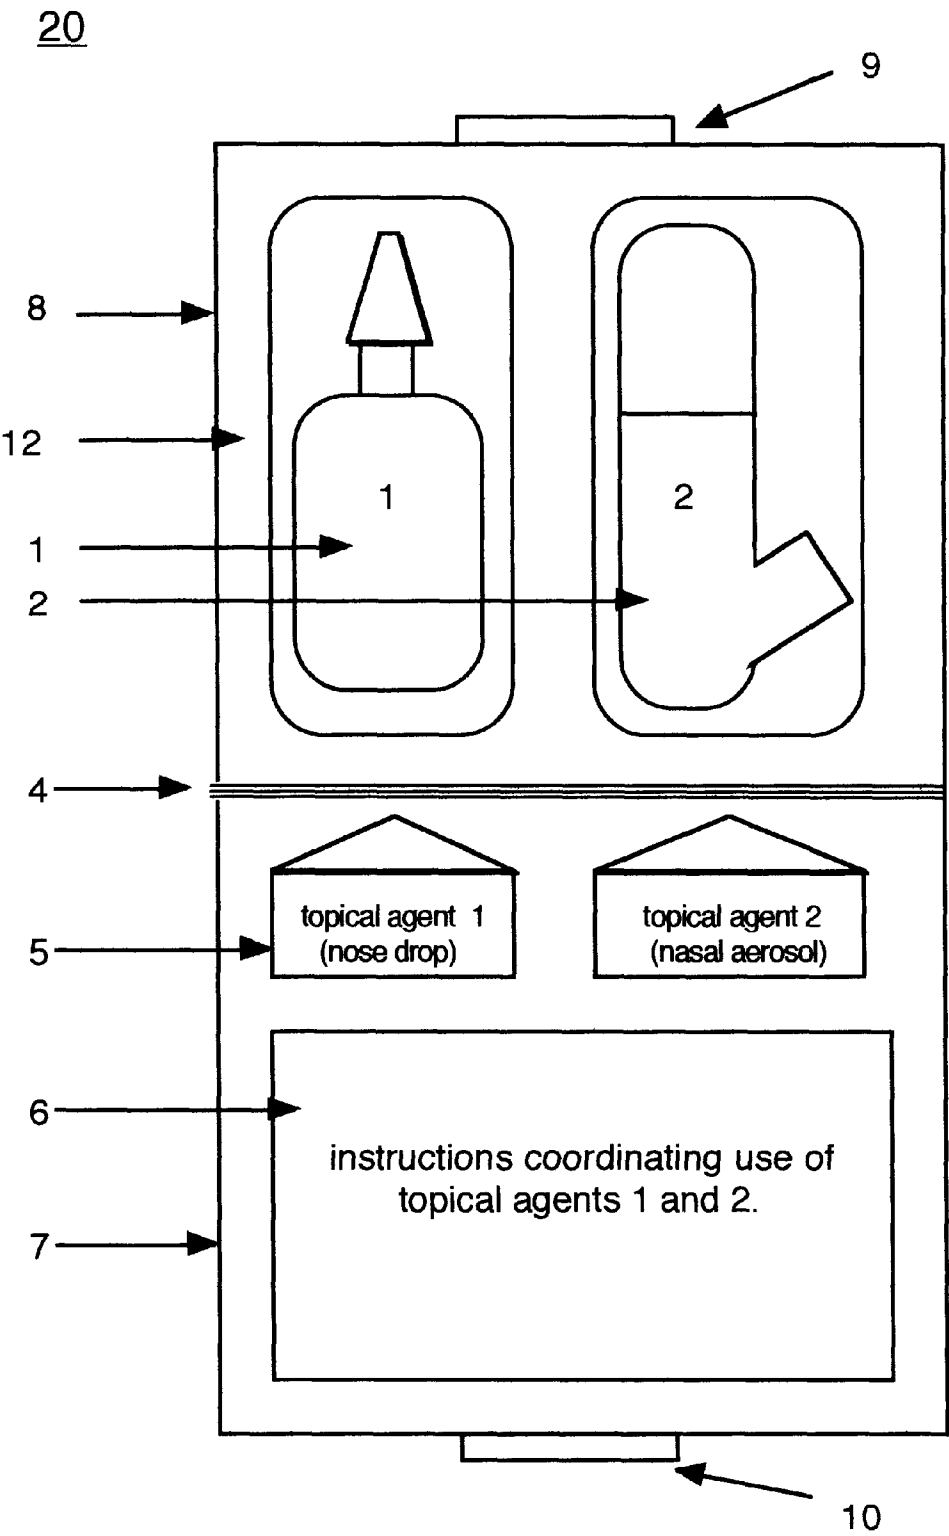 20
9
8
12
1
1
2
2
4
topical agent 1
(nose drop)
topical agent 2
(nasal aerosol)
5
6
instructions coordinating use of
topical agents 1 and 2.
7
10